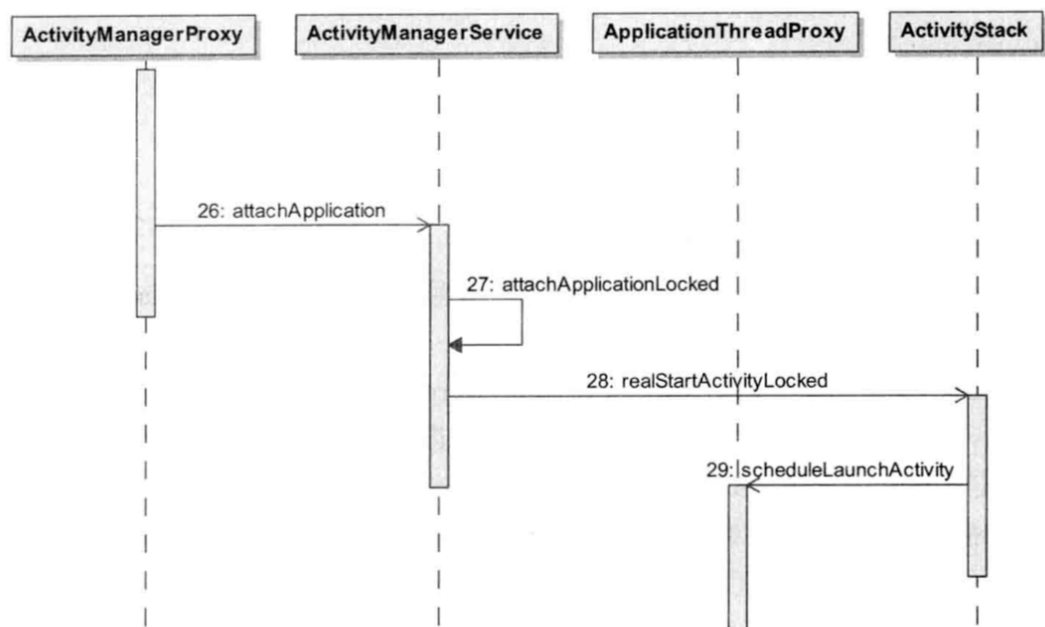 ActivityManagerProxy
ActivityManagerService
ApplicationThreadProxy
ActivityStack
26: attachApplication
27: attachApplicationLocked
28: realStartActivityLocked
29: scheduleLaunchActivity